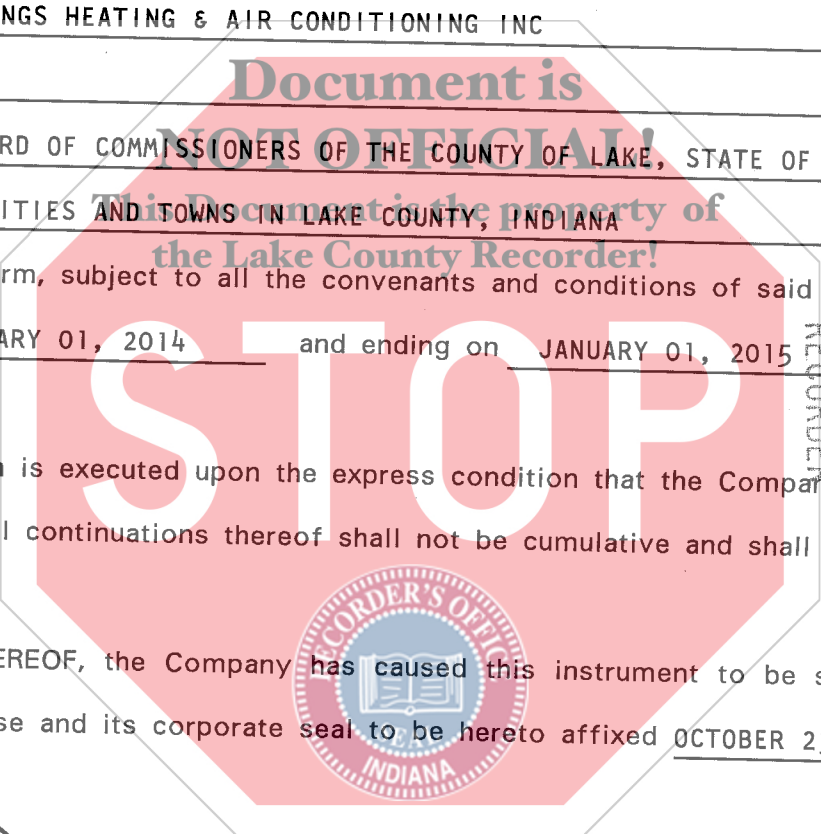 NGS HEATING & AIR CONDITIONING INC
Document is
NOT OFFICIAL!
RD OF COMMISSIONERS OF THE COUNTY OF LAKE, STATE OF
This Document is the property of
ITIES AND TOWNS IN LAKE COUNTY, INDIANA
the Lake County Recorder!
rm, subject to all the convenants and conditions of said
ARY 01, 2014 and ending on JANUARY 01, 2015
RECORDER
STOP
n is executed upon the express condition that the Compan
l continuations thereof shall not be cumulative and shall
RECORDER'S OFFICE
EREOF, the Company has caused this instrument to be s
se and its corporate seal to be hereto affixed OCTOBER 2,
SEAL
INDIANA